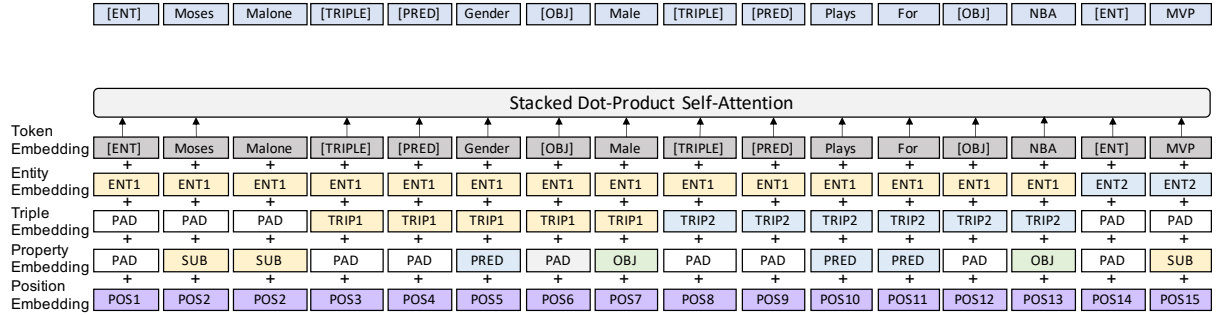 [ENT] Moses Malone [TRIPLE] [PRED] Gender [OBJ] Male [TRIPLE] [PRED] Plays For [OBJ] NBA [ENT] MVP
Stacked Dot-Product Self-Attention
Token
Embedding [ENT] Moses Malone [TRIPLE] [PRED] Gender [OBJ] Male [TRIPLE] [PRED] Plays For [OBJ] NBA [ENT] MVP
+ + + + + + + + + + + + + + + +
Entity
Embedding ENT1 ENT1 ENT1 ENT1 ENT1 ENT1 ENT1 ENT1 ENT1 ENT1 ENT1 ENT1 ENT1 ENT1 ENT2 ENT2
+ + + + + + + + + + + + + + + +
Triple
Embedding PAD PAD PAD TRIP1 TRIP1 TRIP1 TRIP1 TRIP1 TRIP2 TRIP2 TRIP2 TRIP2 TRIP2 TRIP2 PAD PAD
+ + + + + + + + + + + + + + + +
Property
Embedding PAD SUB SUB PAD PAD PRED PAD OBJ PAD PAD PRED PRED PAD OBJ PAD SUB
+ + + + + + + + + + + + + + + +
Position
Embedding POS1 POS2 POS2 POS3 POS4 POS5 POS6 POS7 POS8 POS9 POS10 POS11 POS12 POS13 POS14 POS15